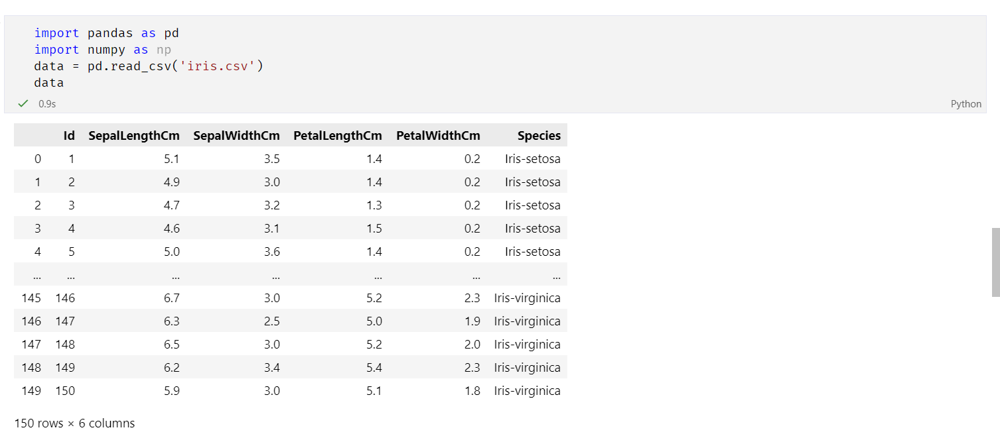 import pandas as pd
import numpy as np
data = pd.read_csv('iris.csv')
data
0.9s
Python
Id SepalLengthCm SepalWidthCm PetalLengthCm PetalWidthCm Species
0 1 5.1 3.5 1.4 0.2 Iris-setosa
1 2 4.9 3.0 1.4 0.2 Iris-setosa
2 3 4.7 3.2 1.3 0.2 Iris-setosa
3 4 4.6 3.1 1.5 0.2 Iris-setosa
4 5 5.0 3.6 1.4 0.2 Iris-setosa
... ... ... ... ... ... ...
145 146 6.7 3.0 5.2 2.3 Iris-virginica
146 147 6.3 2.5 5.0 1.9 Iris-virginica
147 148 6.5 3.0 5.2 2.0 Iris-virginica
148 149 6.2 3.4 5.4 2.3 Iris-virginica
149 150 5.9 3.0 5.1 1.8 Iris-virginica
150 rows × 6 columns